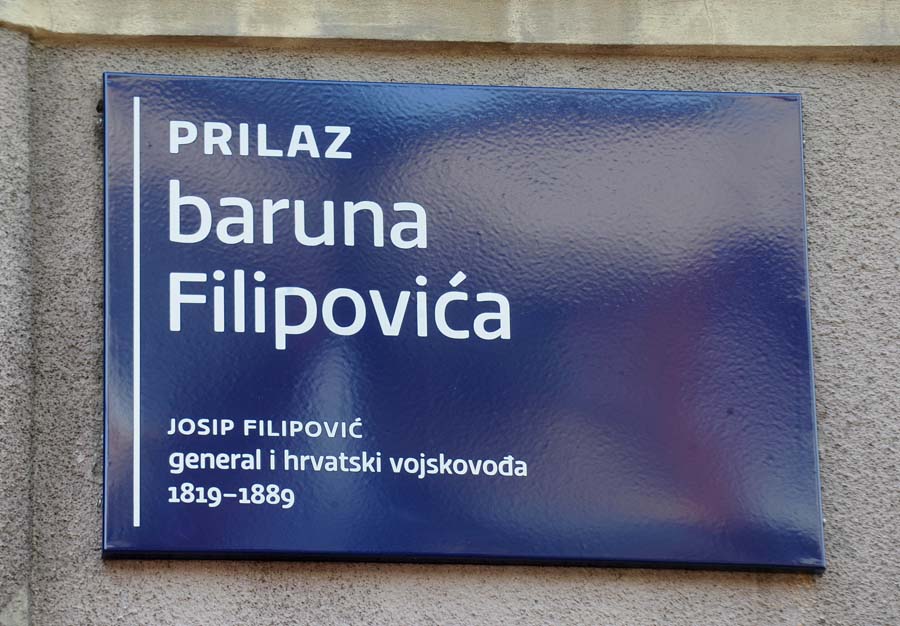 PRILAZ
baruna
Filipovića
JOSIP FILIPOVIĆ
general i hrvatski vojskovođa
1819–1889